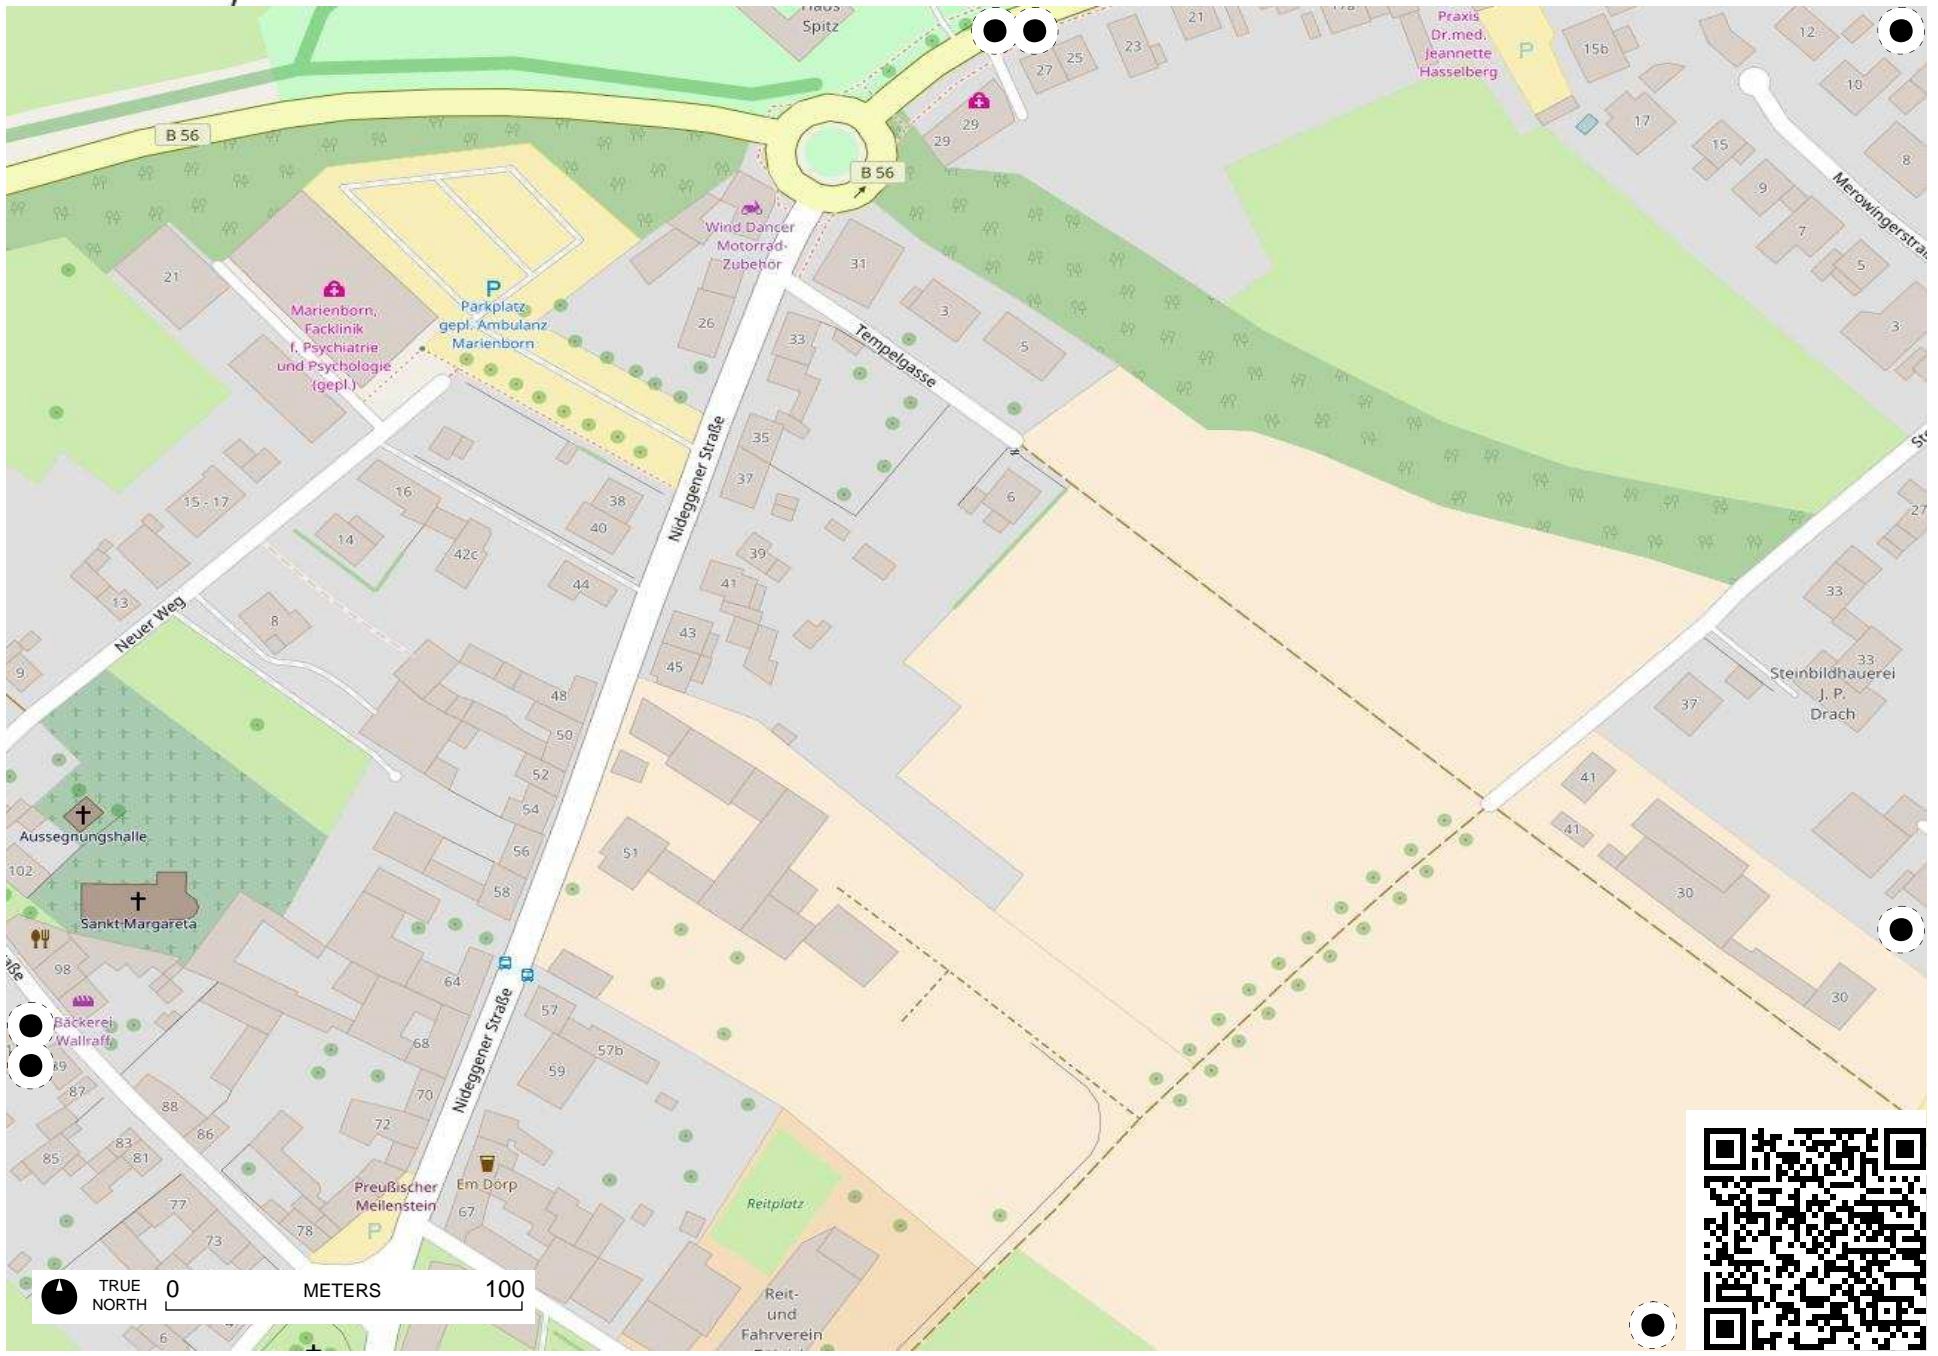 Spitz
21
27
25
23
Praxis
Dr.med.
Jeannette
Hasselberg
P
15b
12
10
B 56
29
29
17
15
8
B 56
9
7
5
3
Merowingerstraß
21
Wind Dancer
Motorrad-
Zubehör
31
Marienborn,
Facklinik
f. Psychiatrie
und Psychologie
(gepl.)
P
Parkplatz
gepl. Ambulanz
Marienborn
26
33
3
5
Tempelgasse
35
37
Nideggener Straße
6
15 - 17
16
14
42c
38
40
44
39
41
43
45
13
Neuer Weg
8
9
27
33
33
Steinbildhauerei
J. P.
Drach
37
41
41
30
30
48
50
52
54
56
58
51
Aussegnungshalle
102
Sankt-Margareta
98
Bäckerei
Wallraff
64
68
70
72
Nideggener Straße
57
57b
59
89
87
88
86
85
83
81
77
73
78
Preußischer
Meilenstein
P
Em Dörp
67
Reitplatz
Reit-
und
Fahrverein
6
TRUE
NORTH
0
METERS
100